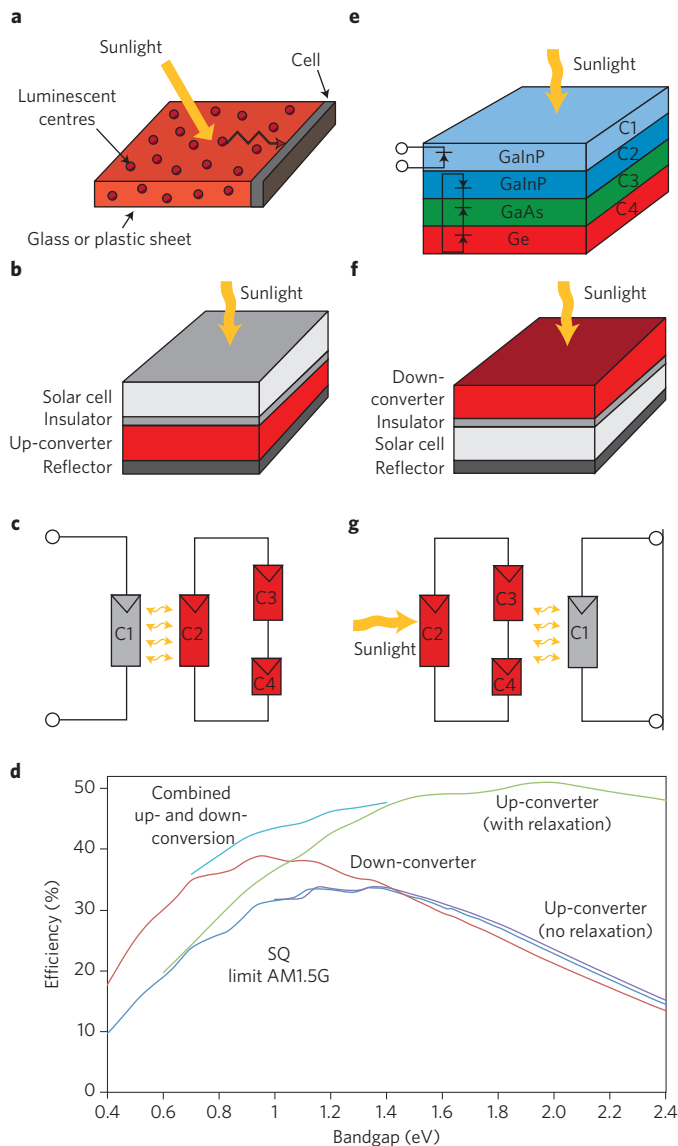 a
Sunlight
Cell
Luminescent
centres
Glass or plastic sheet
e
Sunlight
C1
C2
C3
C4
GaInP
GaInP
GaAs
Ge
b
Sunlight
Solar cell
Insulator
Up-converter
Reflector
f
Sunlight
Down-
converter
Insulator
Solar cell
Reflector
c
C1
C2
C3
C4
g
Sunlight
C2
C3
C4
C1
d
50
40
30
20
10
0
Efficiency (%)
Combined
up- and down-
conversion
Up-converter
(with relaxation)
Down-converter
Up-converter
(no relaxation)
SQ
limit AM1.5G
0.4 0.6 0.8 1 1.2 1.4 1.6 1.8 2.0 2.2 2.4
Bandgap (eV)